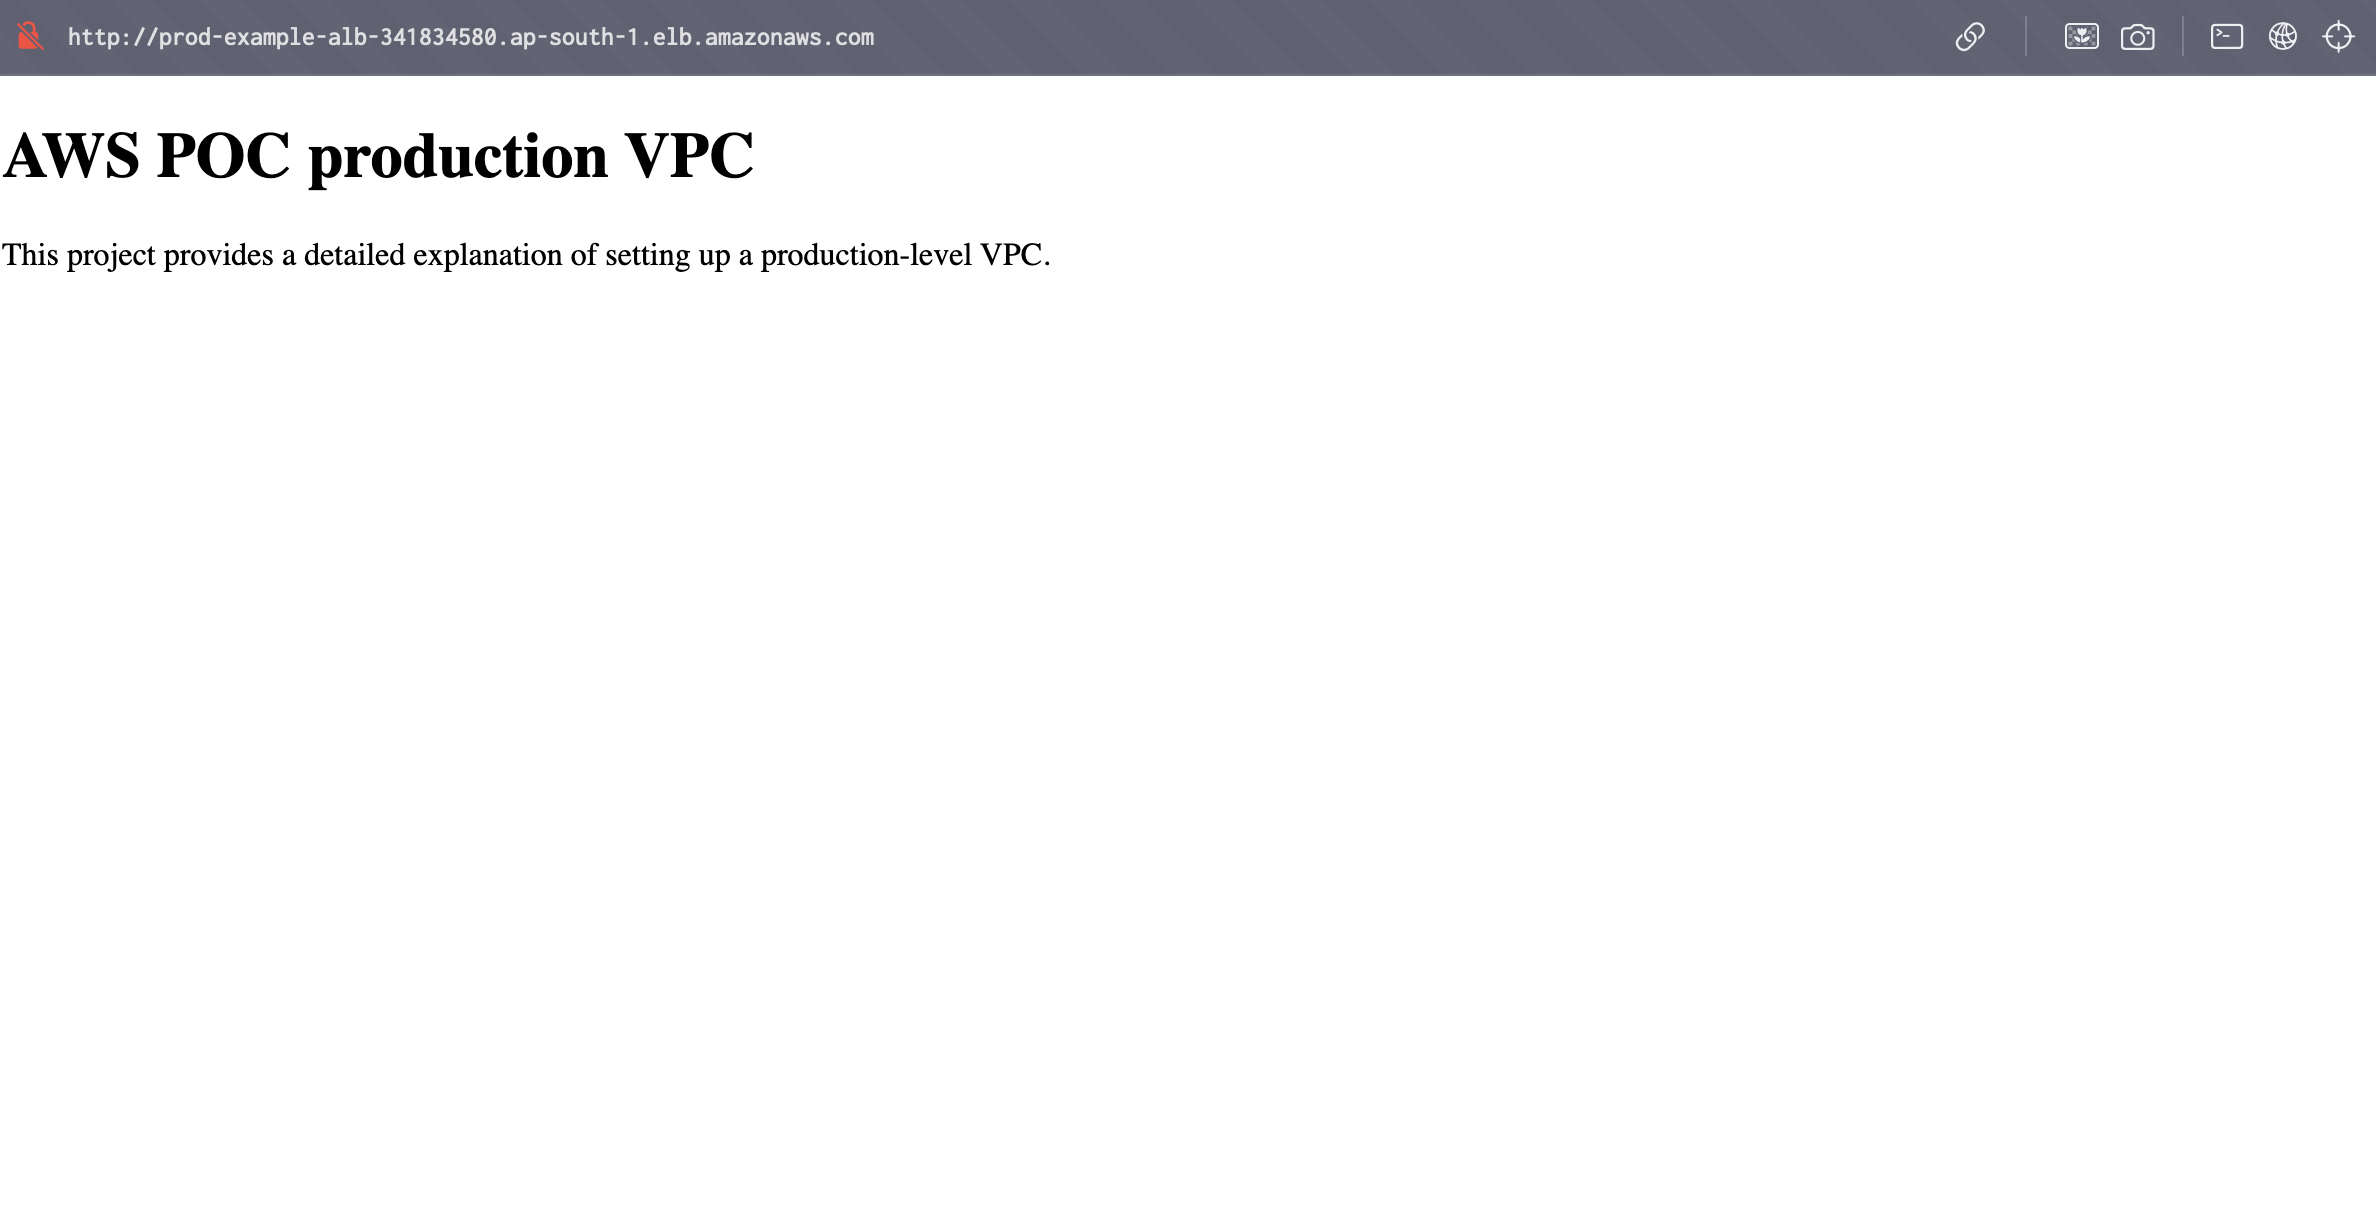 http://prod-example-alb-341834580.ap-south-1.elb.amazonaws.com
AWS POC production VPC
This project provides a detailed explanation of setting up a production-level VPC.